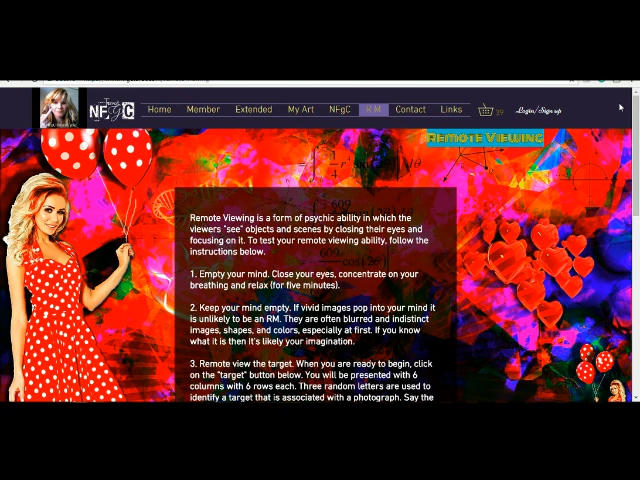 Home Member Extended My Art NFgC R.M Contact Links 39 Login/Sign up
NFgC
REMOTE VIEWING
Remote Viewing is a form of psychic ability in which the
viewers "see" objects and scenes by closing their eyes and
focusing on it. To test your remote viewing ability, follow the
instructions below.
1. Empty your mind. Close your eyes, concentrate on your
breathing and relax (for five minutes).
2. Keep your mind empty. If vivid images pop into your mind it
is unlikely to be an RM. They are often blurred and indistinct
images, shapes, and colors, especially at first. If you know
what it is then It's likely your imagination.
3. Remote view the target. When you are ready to begin, click
on the "target" button below. You will be presented with 6
columns with 6 rows each. Three random letters are used to
identify a target that is associated with a photograph. Say the